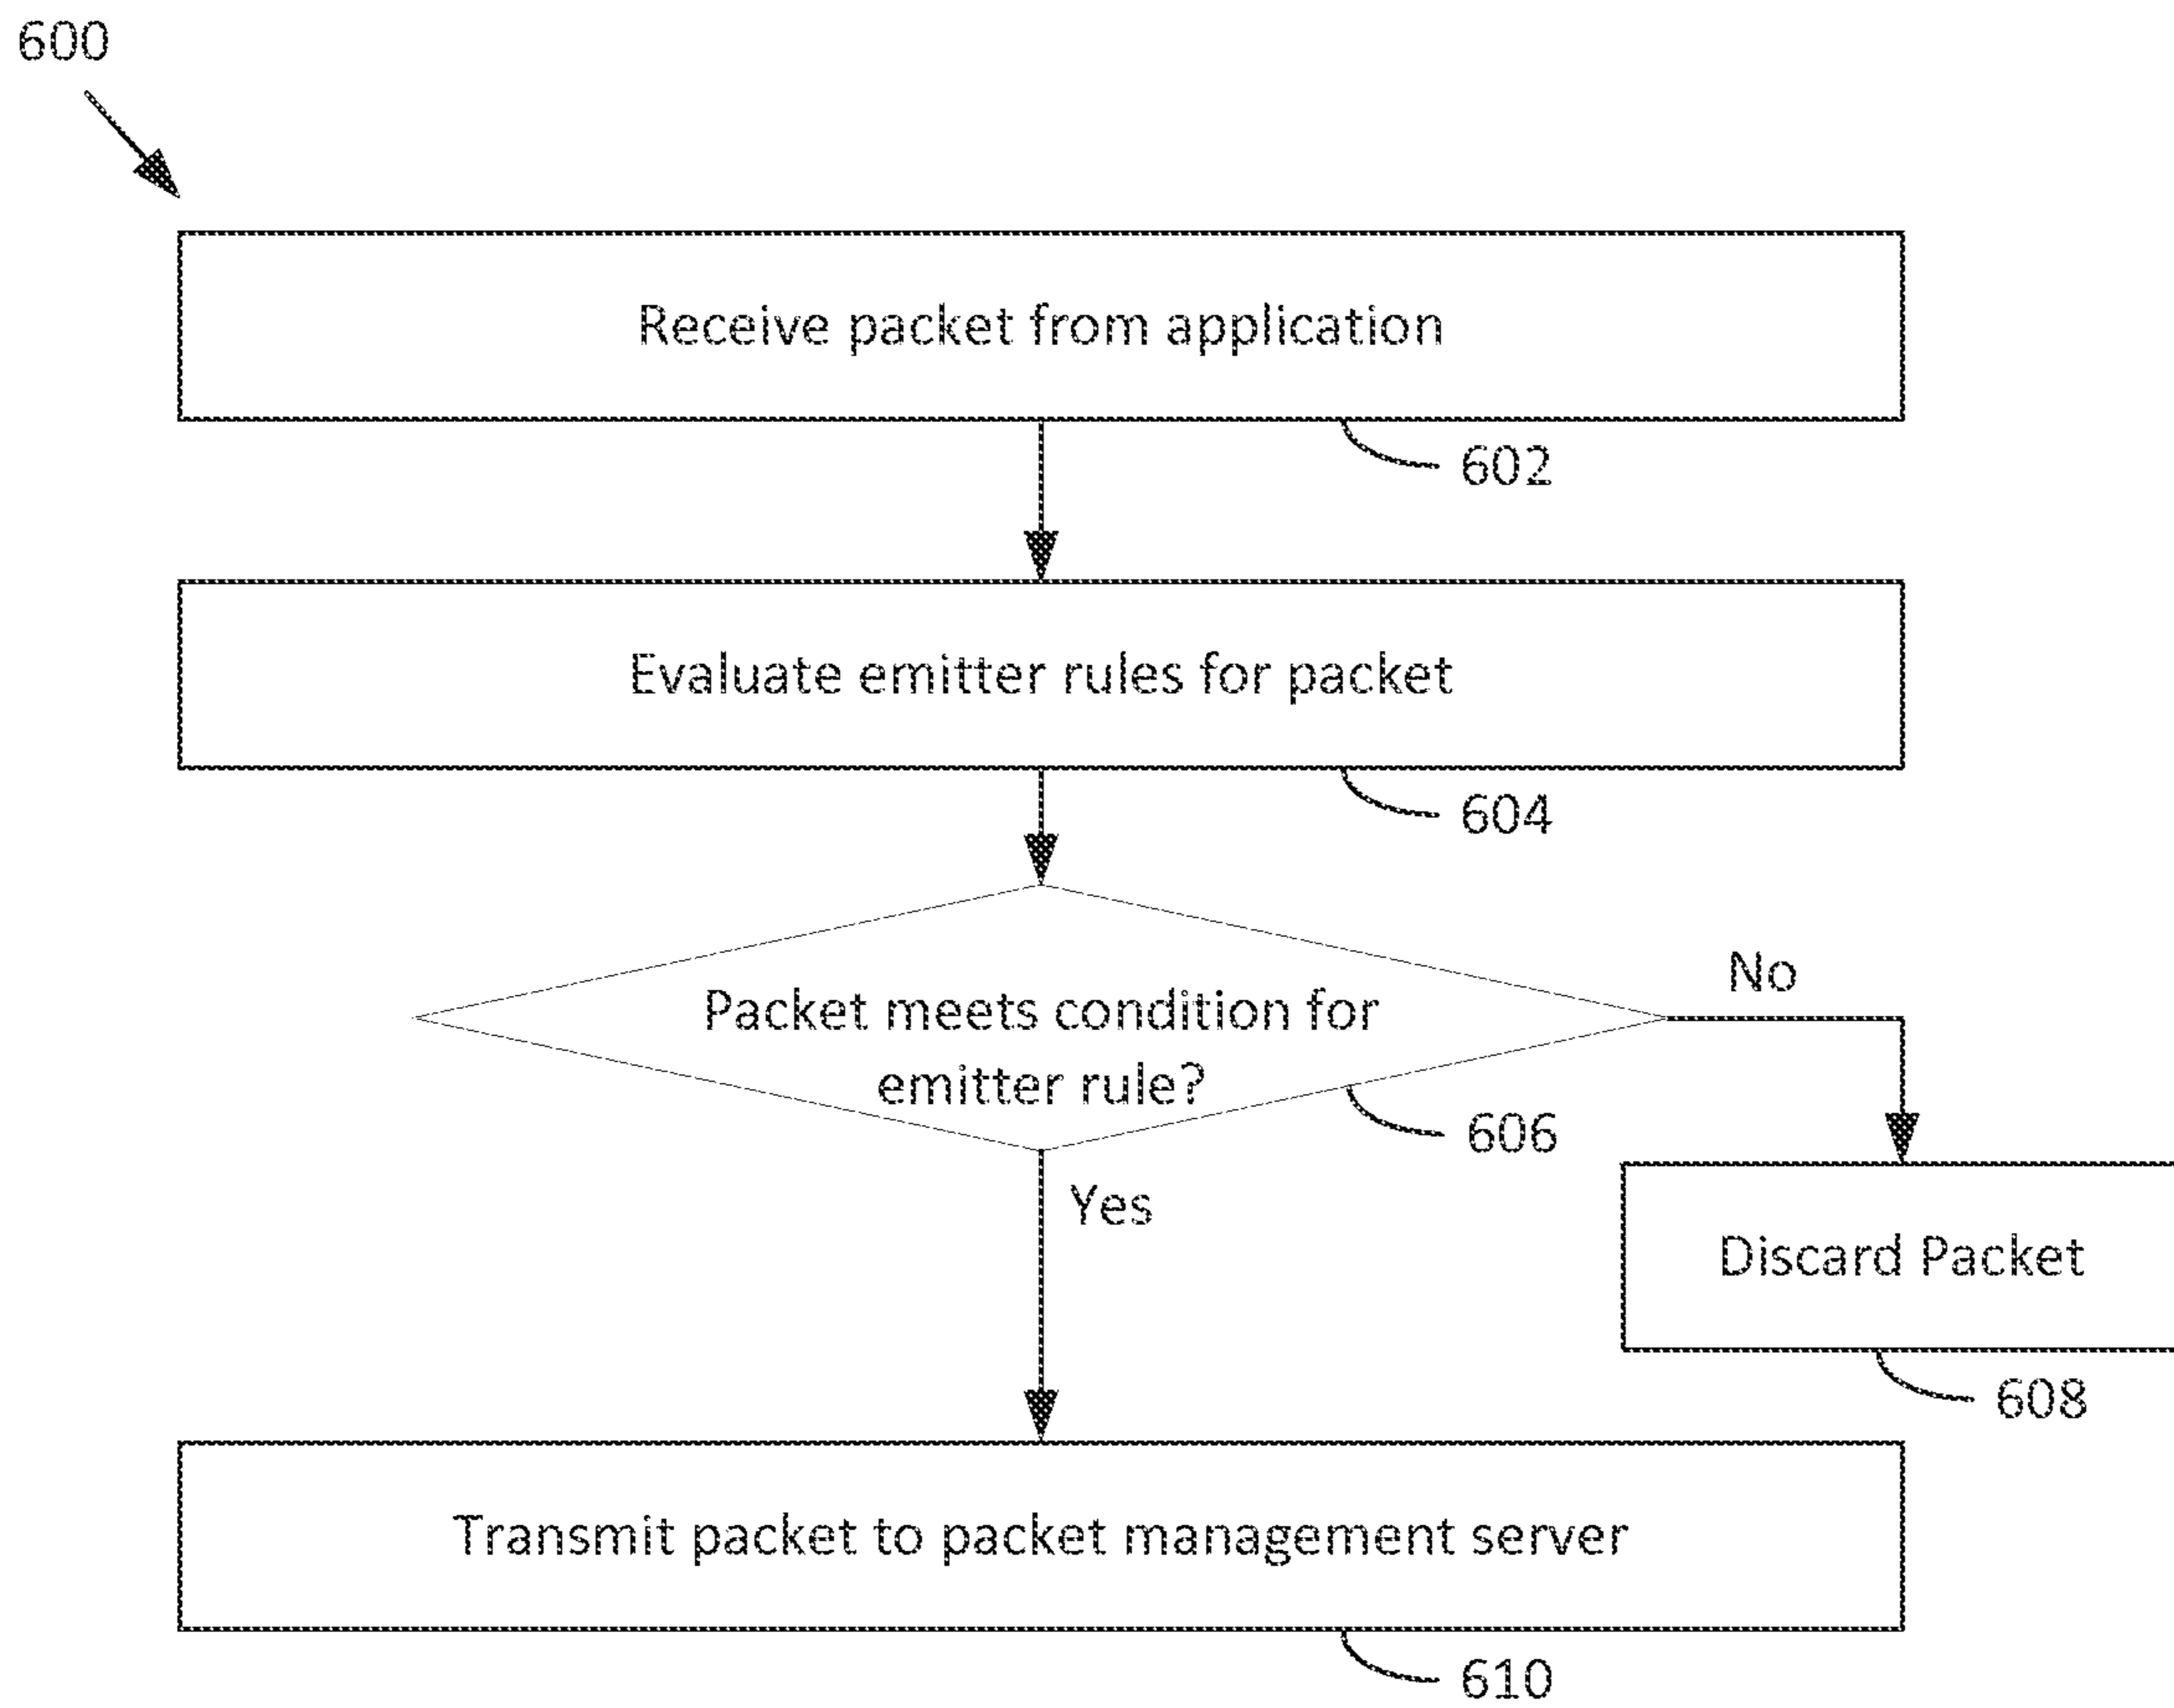 600
Receive packet from application
602
Evaluate emitter rules for packet
604
No
Packet meets condition for
emitter rule?
606
Yes
Discard Packet
608
Transmit packet to packet management server
610